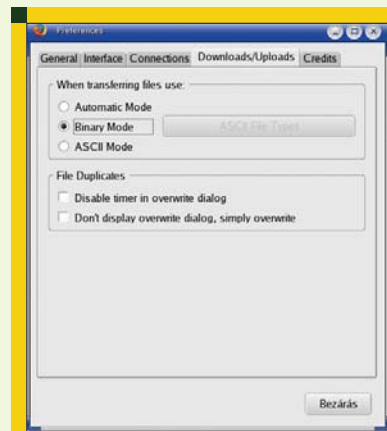 Preferences
General Interface Connections Downloads/Uploads Credits
When transferring files use:
Automatic Mode
Binary Mode ASCII File Types
ASCII Mode
File Duplicates
Disable timer in overwrite dialog
Don't display overwrite dialog, simply overwrite
Bezárás